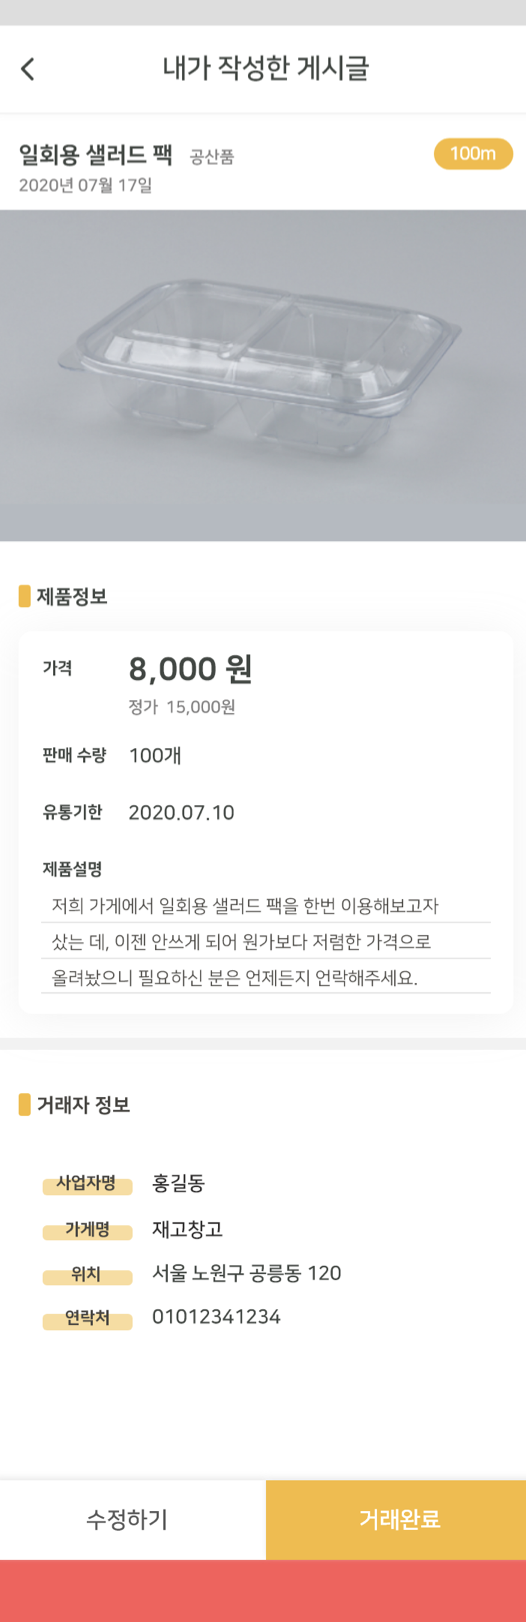 내가 작성한 게시글
일회용 샐러드 팩 공산품
100m
2020년 07월 17일
제품정보
가격 8,000 원
정가 15,000원
판매 수량 100개
유통기한 2020.07.10
제품설명
저희 가게에서 일회용 샐러드 팩을 한번 이용해보고자
샀는 데, 이젠 안쓰게 되어 원가보다 저렴한 가격으로
올려놨으니 필요하신 분은 언제든지 언락해주세요.
거래자 정보
사업자명 홍길동
가게명 재고창고
위치 서울 노원구 공릉동 120
연락처 01012341234
수정하기 거래완료